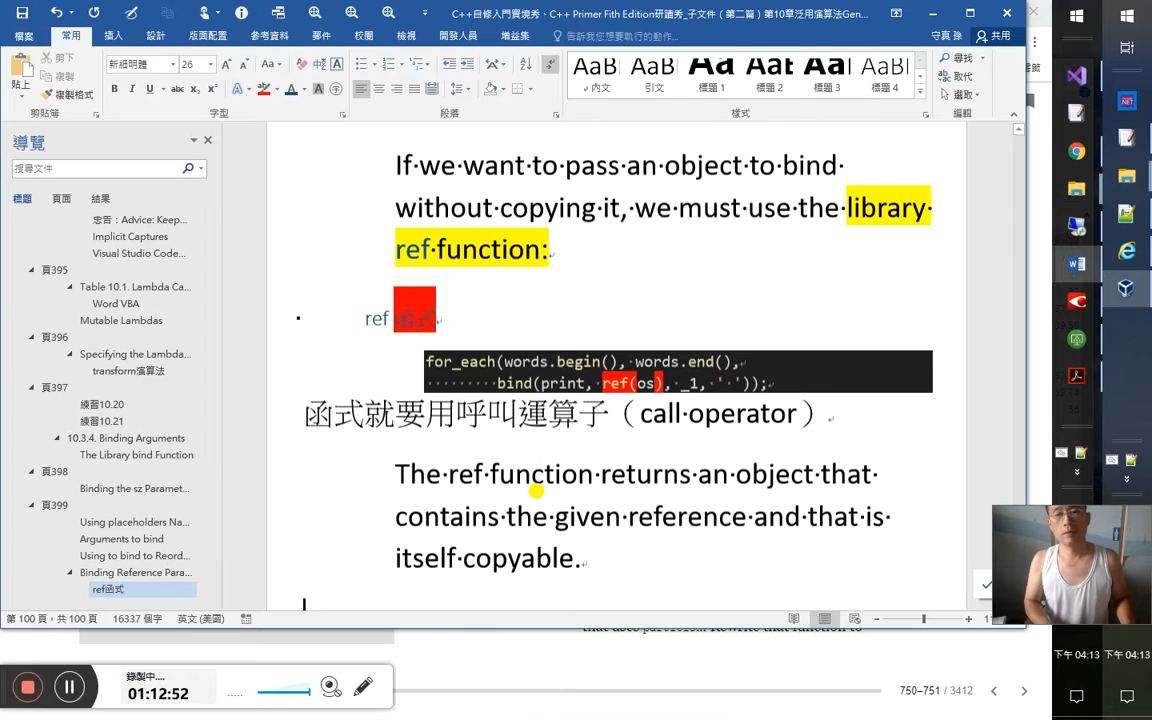 C++自修入門實境秀、C++ Primer Fith Edition研讀秀_子文件（第二篇）第10章泛用演算法Gen...
檔案 常用 插入 設計 版面配置 參考資料 郵件 校閱 檢視 開發人員 增益集 告訴我您想要執行的動作... 守真 孫 共用
貼上
剪下
複製
複製格式
剪貼簿
新細明體 26
字型
段落
AaB 內文
AaB 引文
Aa 標題 1
AaB 標題 2
AaI 標題 3
AaBl 標題 4
樣式
尋找
取代
選取
編輯
導覽
搜尋文件
標題 頁面 結果
忠告：Advice: Keep...
Implicit Captures
Visual Studio Code...
頁395
Table 10.1. Lambda Ca...
Word VBA
Mutable Lambdas
頁396
Specifying the Lambda...
transform演算法
頁397
練習10.20
練習10.21
10.3.4. Binding Arguments
The Library bind Function
頁398
Binding the sz Paramet...
頁399
Using placeholders Na...
Arguments to bind
Using to bind to Reord...
Binding Reference Para...
ref函式
If·we·want·to·pass·an·object·to·bind·
without·copying·it,·we·must·use·the·library·
ref·function:
ref 函式
for_each(words.begin(),·words.end(),
·········bind(print,·ref(os),·_1,·'·'));
函式就要用呼叫運算子（call·operator）
The·ref·function·returns·an·object·that·
contains·the·given·reference·and·that·is·
itself·copyable.
第 100 頁，共 100 頁 16337 個字 英文 (美國)
錄製中...
01:12:52
750–751 / 3412
下午 04:13 下午 04:13